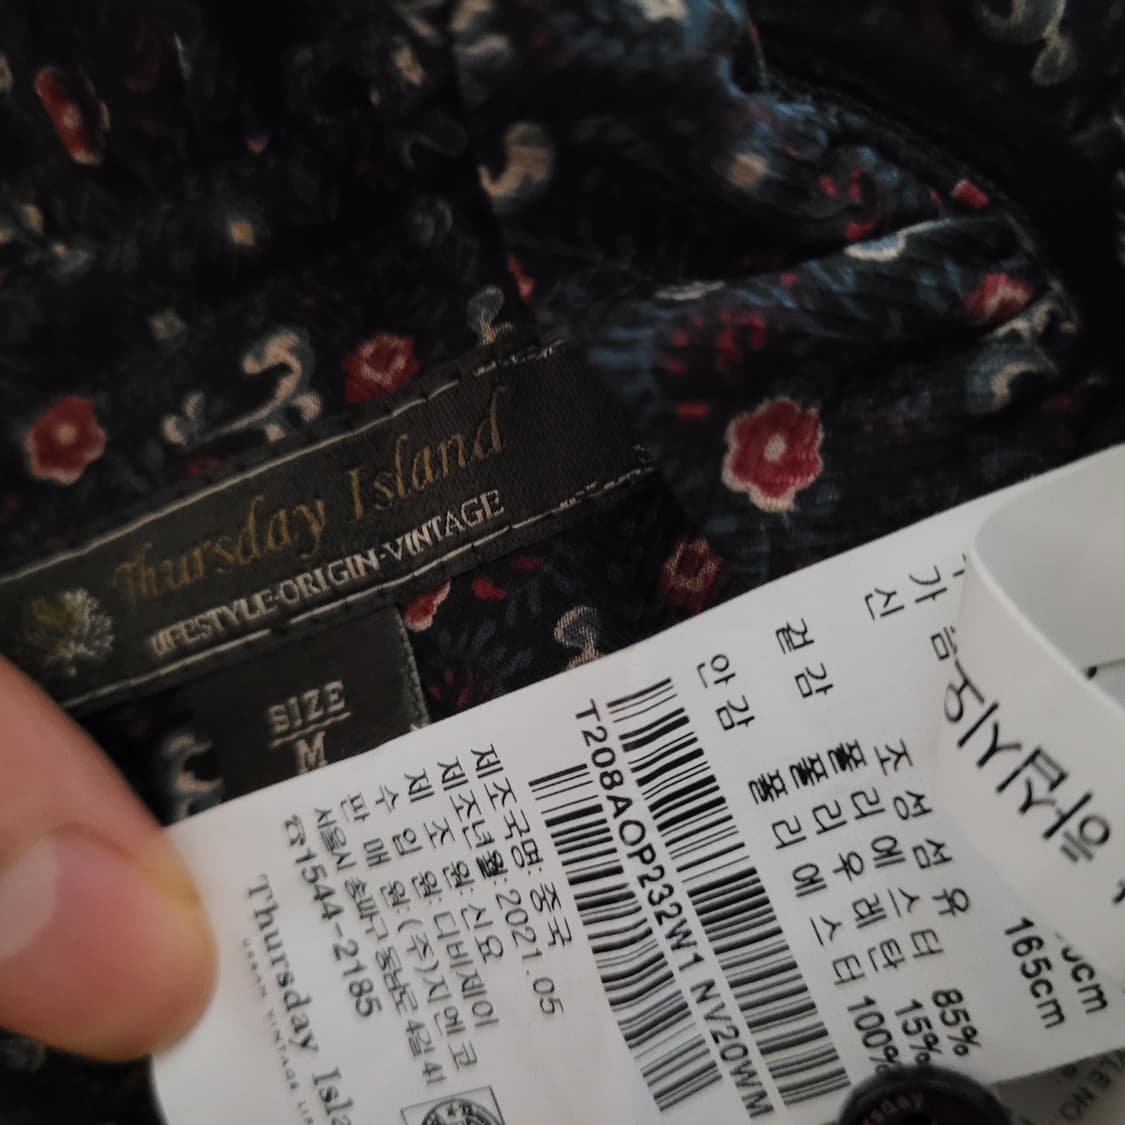 Thursday Island
LIFESTYLE-ORIGIN-VINTAGE
SIZE
M
가 슴
신
165cm
조 성 섬 유
겉 감
폴 리 에 스 터 85%
폴 리 우 레 탄 15%
안 감
폴 리 에 스 터 100%
T208AOP232W1 NV20WM
제조국명: 중국
제조년월: 2021.05
제 조 원: 신요
수 입 원: 디비제이
판 매 원: (주)지엔코
서울시 송파구 동남로 4길 41
☎1544-2185
Thursday